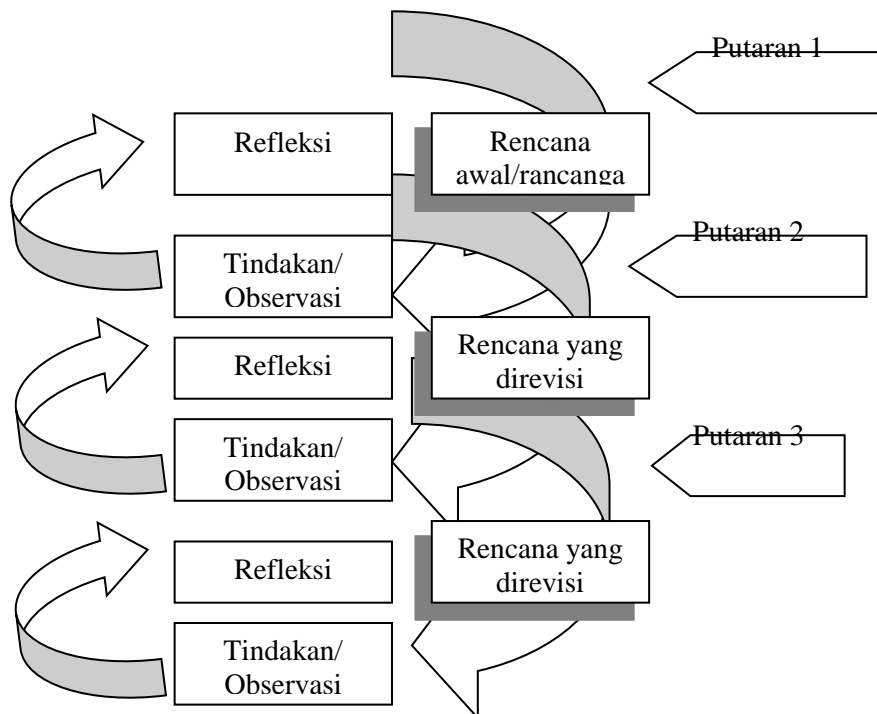 Putaran 1
Refleksi
Rencana
awal/rancanga
Putaran 2
Tindakan/
Observasi
Refleksi
Rencana yang
direvisi
Putaran 3
Tindakan/
Observasi
Refleksi
Rencana yang
direvisi
Tindakan/
Observasi